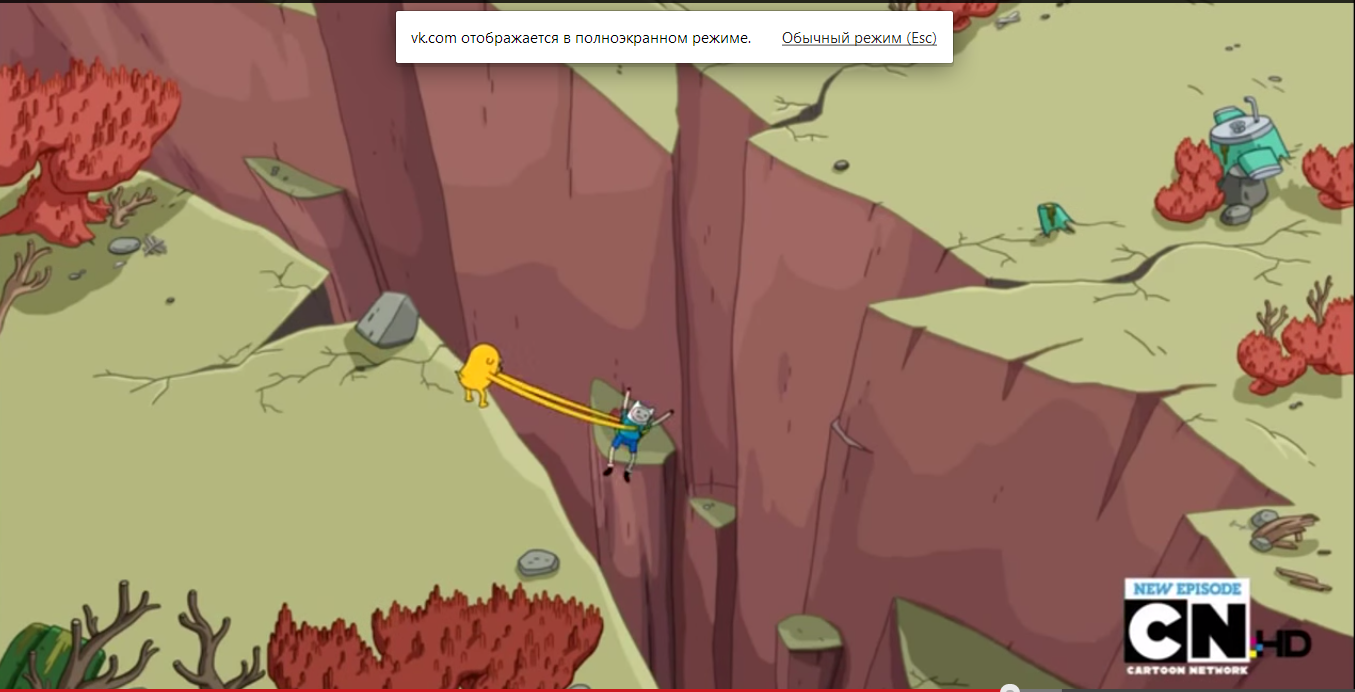 vk.com отображается в полноэкранном режиме. Обычный режим (Esc)
NEW EPISODE
CN HD
CARTOON NETWORK